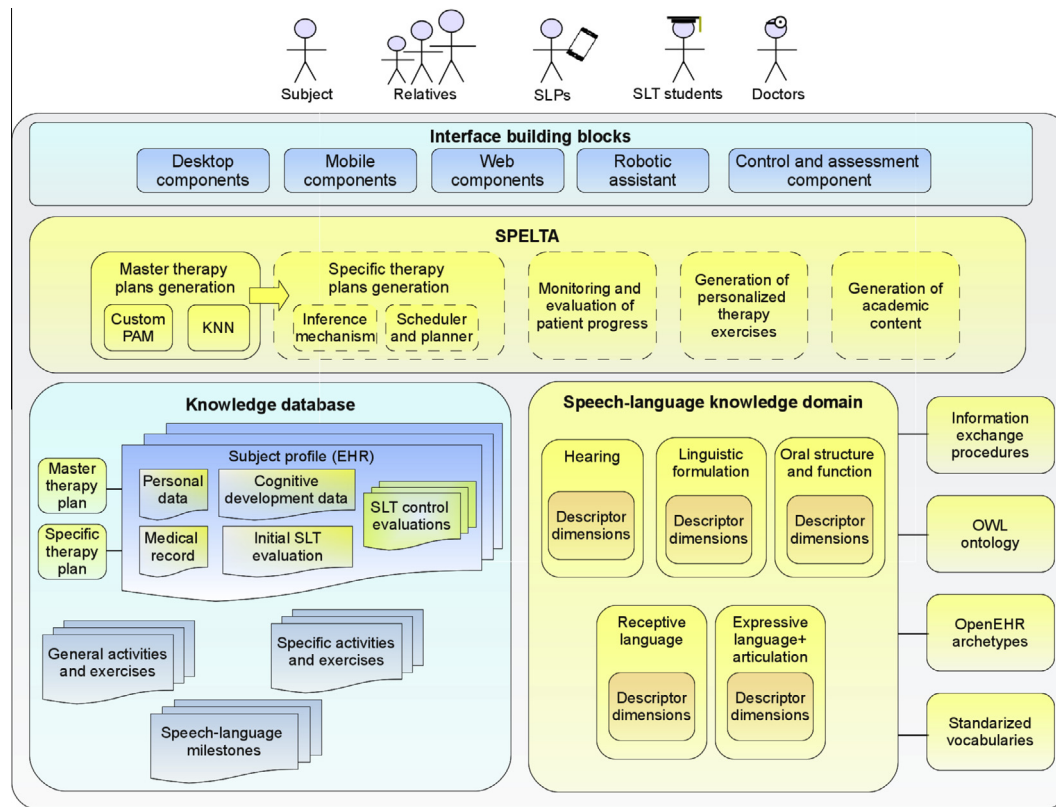 Subject
Relatives
SLPs
SLT students
Doctors
Interface building blocks
Desktop
components
Mobile
components
Web
components
Robotic
assistant
Control and assessment
component
SPELTA
Master therapy
plans generation
Custom
PAM
KNN
Specific therapy
plans generation
Inference
mechanism
Scheduler
and planner
Monitoring and
evaluation of
patient progress
Generation of
personalized
therapy
exercises
Generation of
academic
content
Knowledge database
Master
therapy
plan
Specific
therapy
plan
Subject profile (EHR)
Personal
data
Cognitive
development data
SLT control
evaluations
Medical
record
Initial SLT
evaluation
General activities
and exercises
Specific activities
and exercises
Speech-language
milestones
Speech-language knowledge domain
Hearing
Descriptor
dimensions
Linguistic
formulation
Descriptor
dimensions
Oral structure
and function
Descriptor
dimensions
Receptive
language
Descriptor
dimensions
Expressive
language+
articulation
Descriptor
dimensions
Information
exchange
procedures
OWL
ontology
OpenEHR
archetypes
Standarized
vocabularies